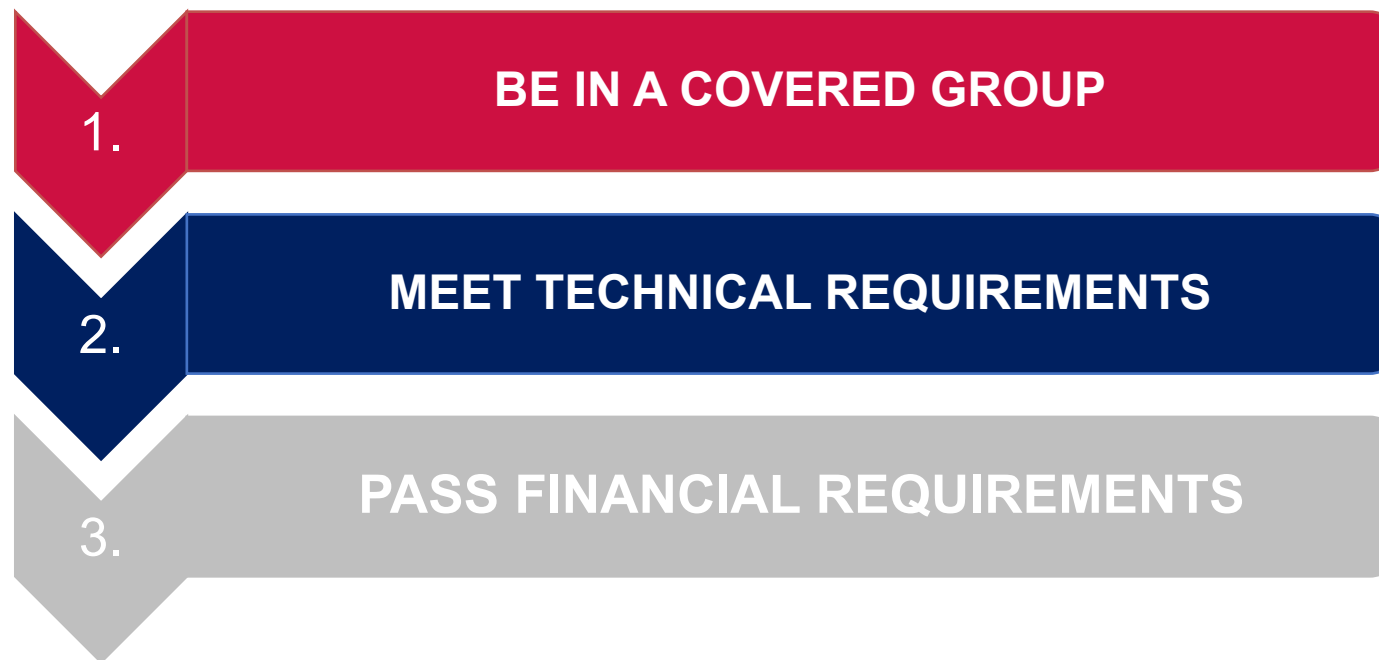 1.
BE IN A COVERED GROUP
2.
MEET TECHNICAL REQUIREMENTS
3.
PASS FINANCIAL REQUIREMENTS